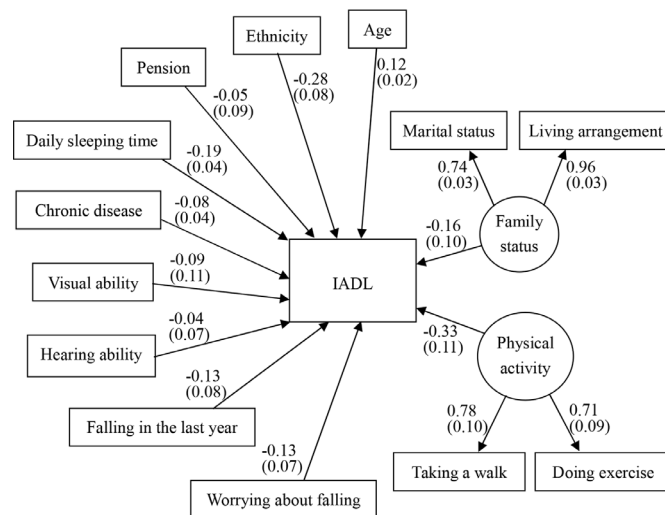 Age
Ethnicity
0.12
(0.02)
Pension
-0.28
(0.08)
-0.05
(0.09)
Marital status
Living arrangement
Daily sleeping time
-0.19
(0.04)
0.74
(0.03)
0.96
(0.03)
Chronic disease
-0.08
(0.04)
-0.16
(0.10)
Family
status
Visual ability
-0.09
(0.11)
IADL
Hearing ability
-0.04
(0.07)
-0.33
(0.11)
Physical
activity
-0.13
(0.08)
Falling in the last year
0.78
(0.10)
0.71
(0.09)
-0.13
(0.07)
Taking a walk
Doing exercise
Worrying about falling